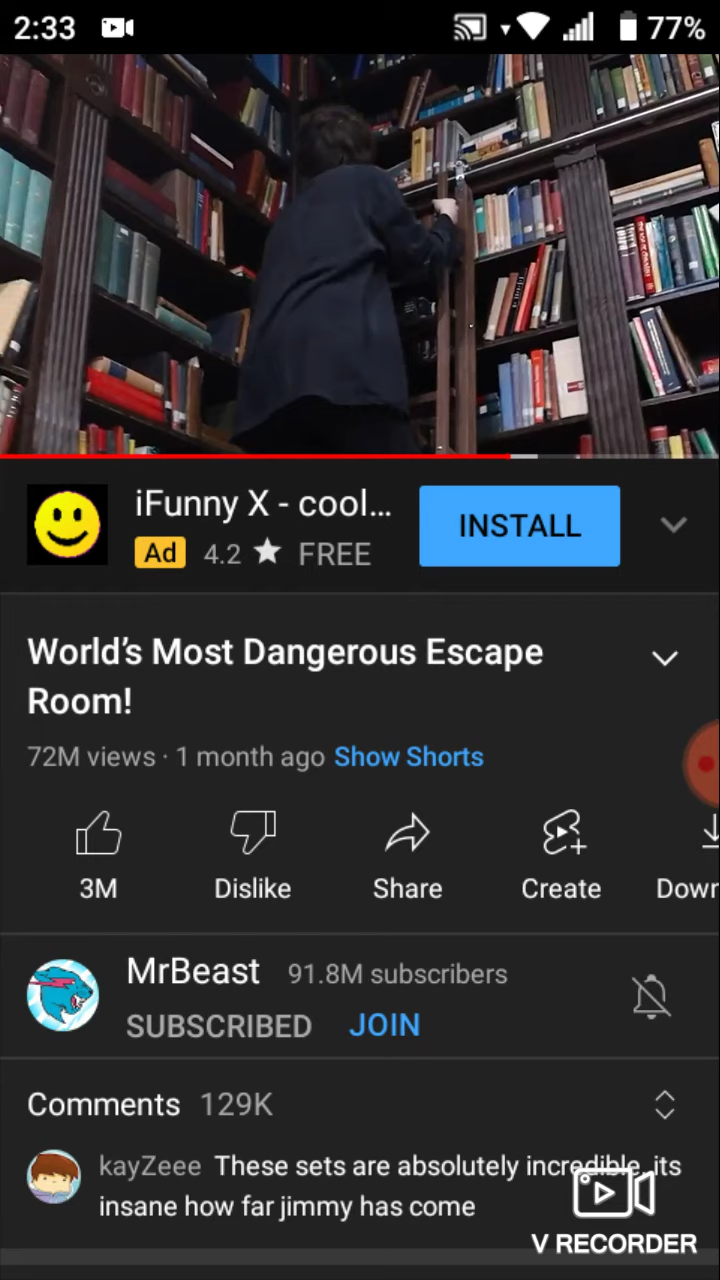 2:33 77%
iFunny X - cool...
INSTALL
Ad 4.2 ★ FREE
World's Most Dangerous Escape
Room!
72M views · 1 month ago Show Shorts
3M Dislike Share Create Down
MrBeast 91.8M subscribers
SUBSCRIBED JOIN
Comments 129K
kayZeee These sets are absolutely incredible, its
insane how far jimmy has come
V RECORDER